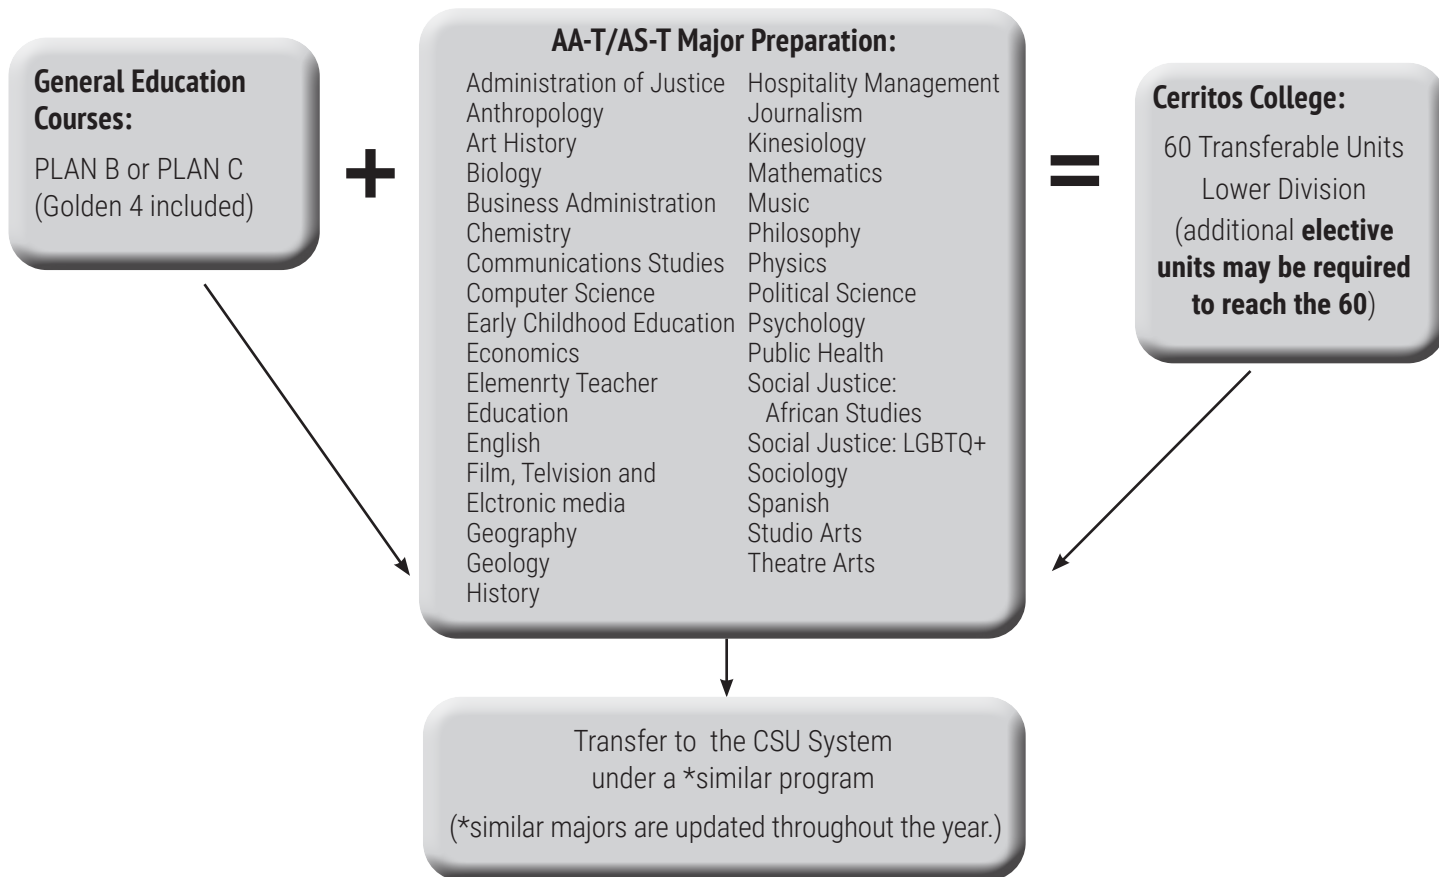 General Education
Courses:
PLAN B or PLAN C
(Golden 4 included)
+
AA-T/AS-T Major Preparation:
Administration of Justice
Anthropology
Art History
Biology
Business Administration
Chemistry
Communications Studies
Computer Science
Early Childhood Education
Economics
Elemenrty Teacher
Education
English
Film, Telvision and
Elctronic media
Geography
Geology
History
Hospitality Management
Journalism
Kinesiology
Mathematics
Music
Philosophy
Physics
Political Science
Psychology
Public Health
Social Justice:
African Studies
Social Justice: LGBTQ+
Sociology
Spanish
Studio Arts
Theatre Arts
=
Cerritos College:
60 Transferable Units
Lower Division
(additional elective
units may be required
to reach the 60)
Transfer to the CSU System
under a *similar program
(*similar majors are updated throughout the year.)